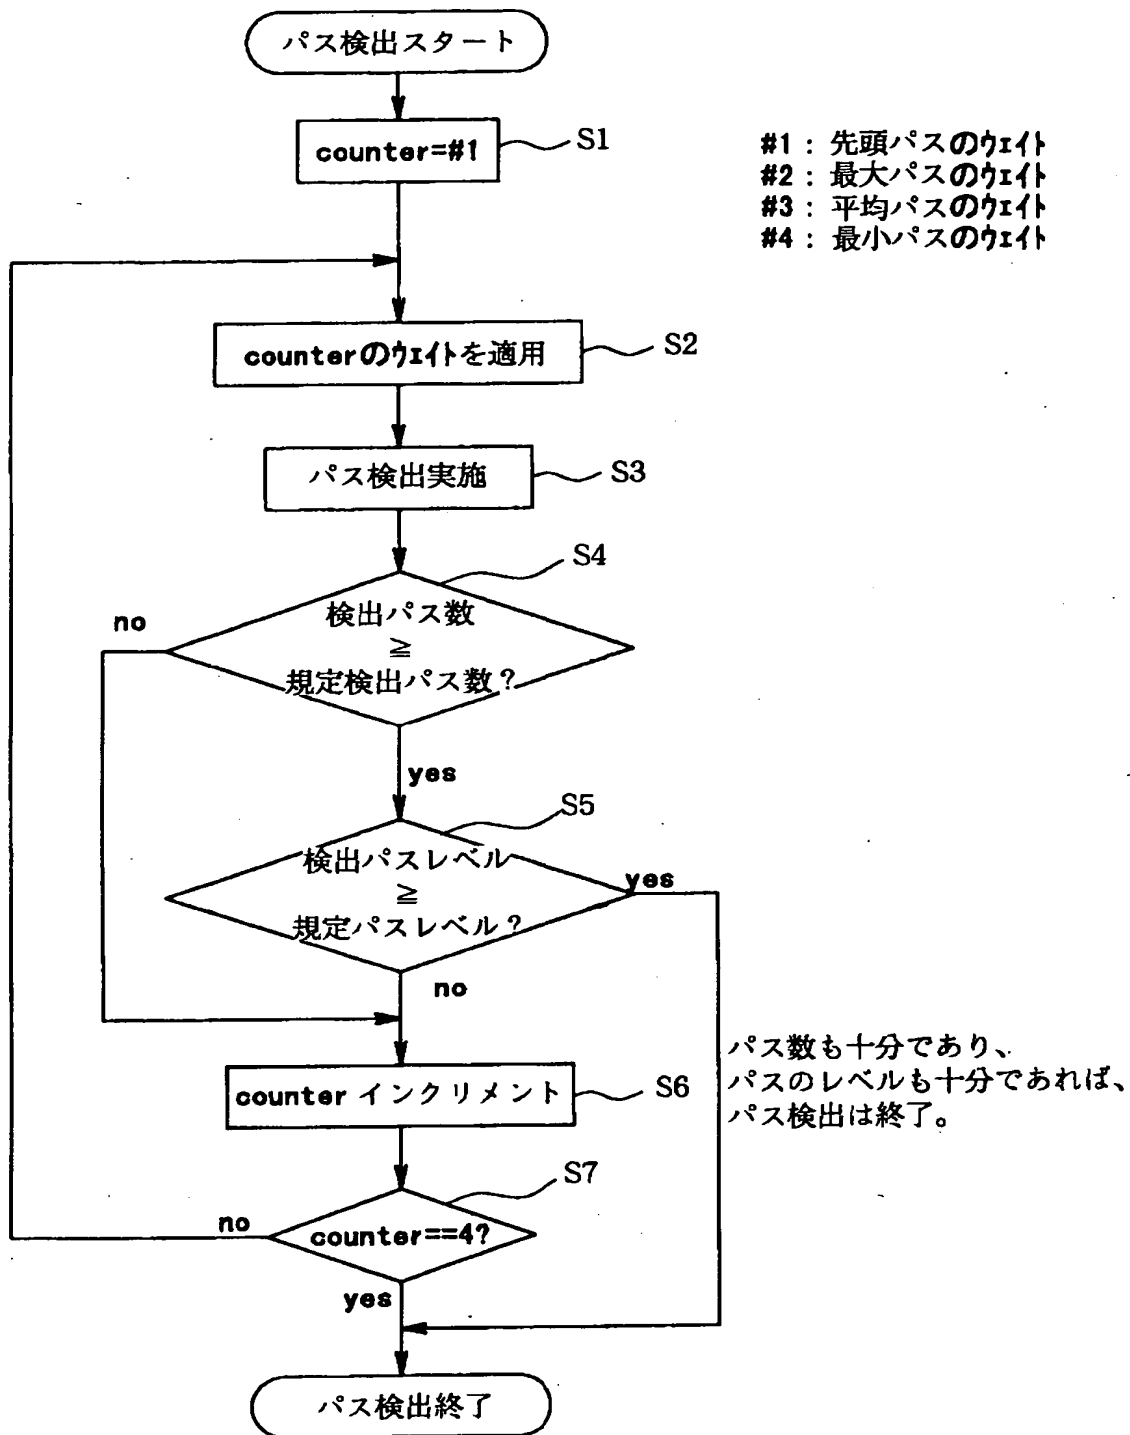 パス検出スタート
counter=#1
S1
#1：先頭パスのウェイト
#2：最大パスのウェイト
#3：平均パスのウェイト
#4：最小パスのウェイト
counterのウェイトを適用
S2
パス検出実施
S3
S4
検出パス数
≧
規定検出パス数？
no
yes
S5
検出パスレベル
≧
規定パスレベル？
yes
no
パス数も十分であり、
パスのレベルも十分であれば、
パス検出は終了。
counter インクリメント
S6
S7
counter==4?
no
yes
パス検出終了